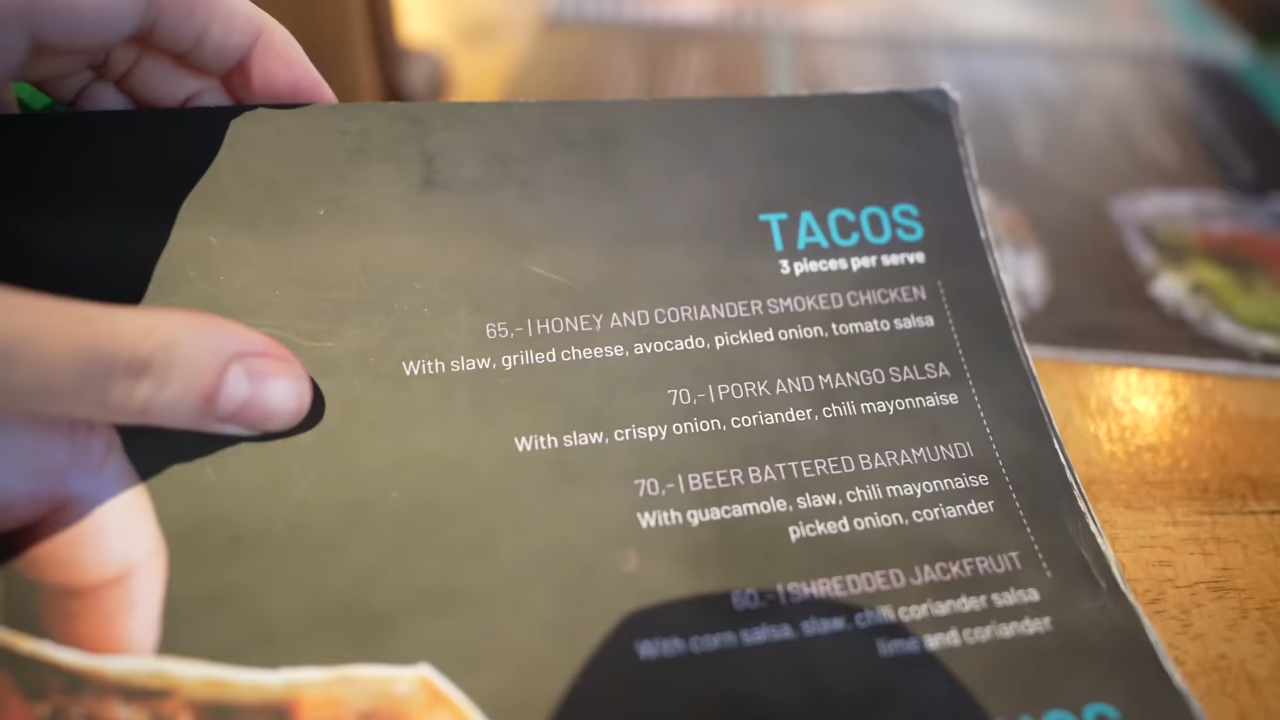 TACOS
3 pieces per serve
65,- | HONEY AND CORIANDER SMOKED CHICKEN
With slaw, grilled cheese, avocado, pickled onion, tomato salsa
70,- | PORK AND MANGO SALSA
With slaw, crispy onion, coriander, chili mayonnaise
70,- | BEER BATTERED BARAMUNDI
With guacamole, slaw, chili mayonnaise
picked onion, coriander
60,- | SHREDDED JACKFRUIT
With corn salsa, slaw, chili coriander salsa
lime and coriander